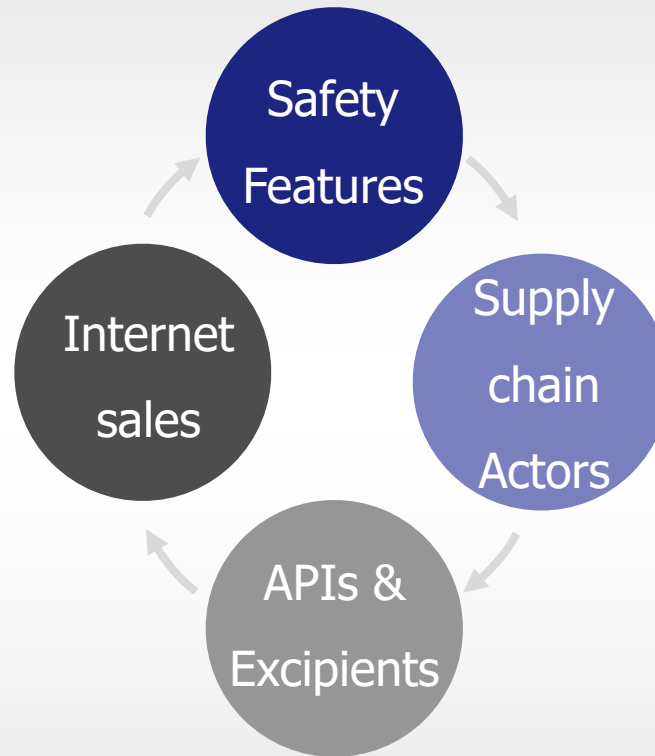 Safety
Features
Supply
chain
Actors
APIs &
Excipients
Internet
sales